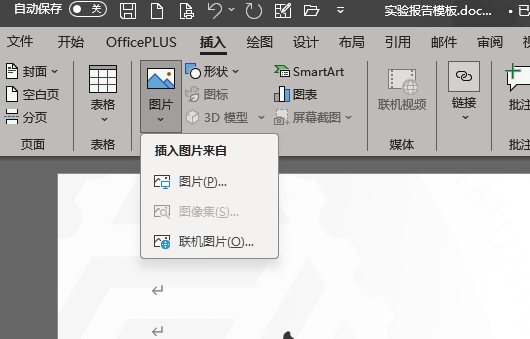 自动保存 关 实验报告模板.doc... • 已
文件 开始 OfficePLUS 插入 绘图 设计 布局 引用 邮件 审阅 视
封面 表格 图片 形状 SmartArt 联机视频 链接 批注
空白页 图标 图表
分页 3D 模型 屏幕截图
页面 表格 媒体 批注
插入图片来自
图片(P)...
图像集(S)...
联机图片(O)...